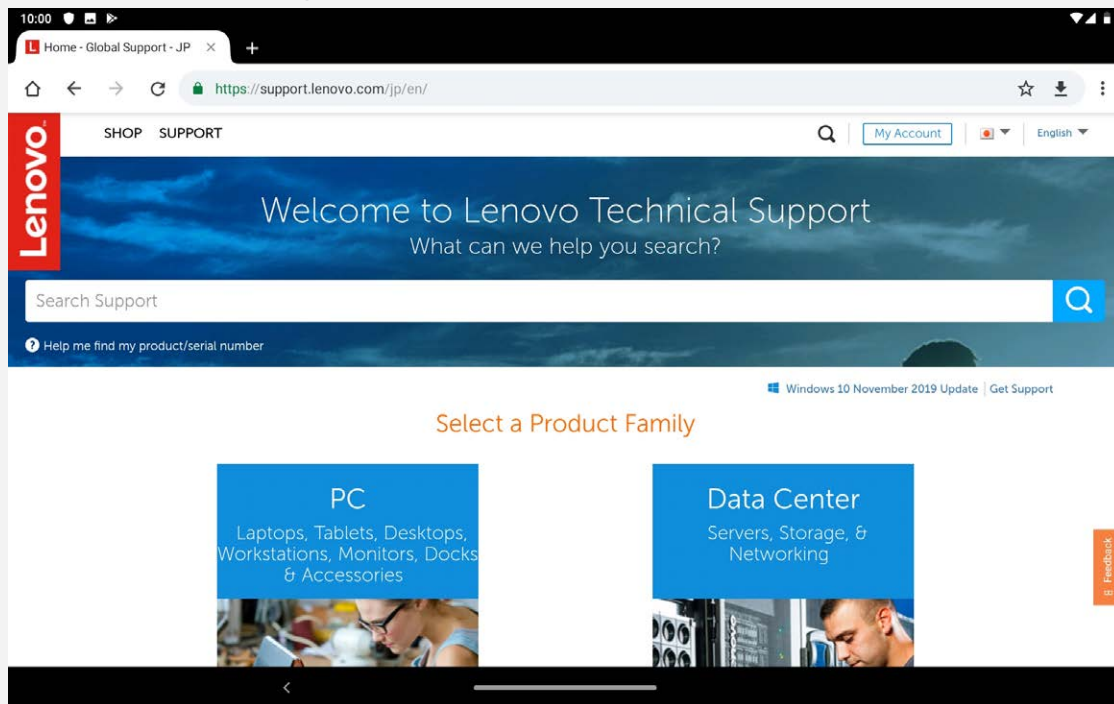 10:00
Home - Global Support - JP
https://support.lenovo.com/jp/en/
Lenovo
SHOP SUPPORT
My Account
English
Welcome to Lenovo Technical Support
What can we help you search?
Search Support
Help me find my product/serial number
Windows 10 November 2019 Update Get Support
Select a Product Family
PC
Laptops, Tablets, Desktops,
Workstations, Monitors, Docks
& Accessories
Data Center
Servers, Storage, &
Networking
Feedback